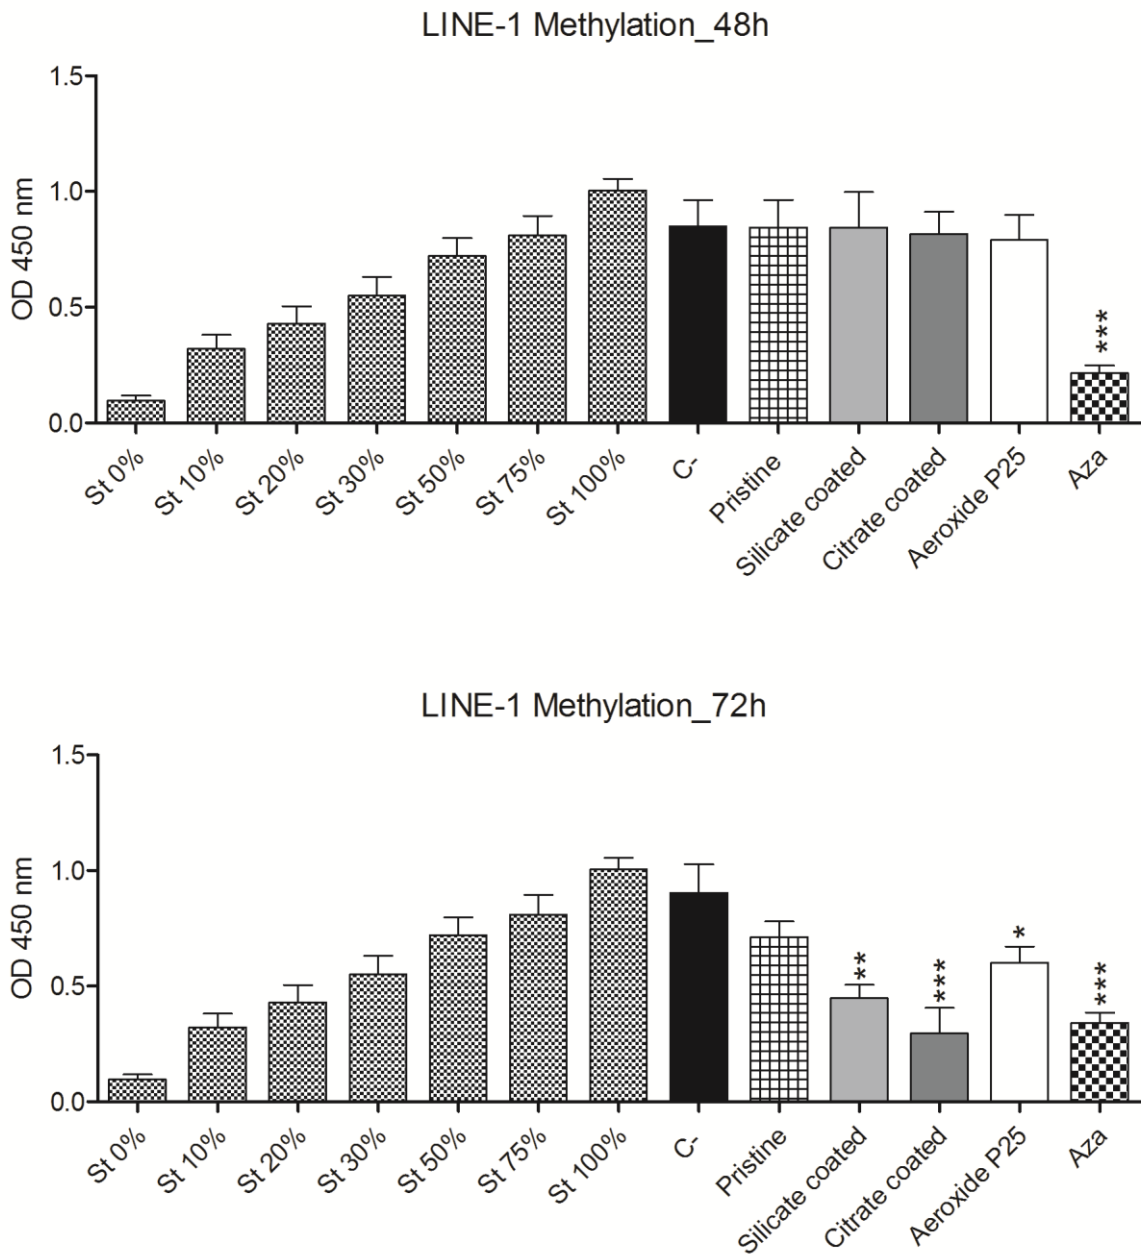 LINE-1 Methylation_48h
OD 450 nm
1.5
1.0
0.5
0.0
***
St 0%
St 10%
St 20%
St 30%
St 50%
St 75%
St 100%
C-
Pristine
Silicate coated
Citrate coated
Aeroxide P25
Aza
LINE-1 Methylation_72h
OD 450 nm
1.5
1.0
0.5
0.0
**
***
*
***
St 0%
St 10%
St 20%
St 30%
St 50%
St 75%
St 100%
C-
Pristine
Silicate coated
Citrate coated
Aeroxide P25
Aza